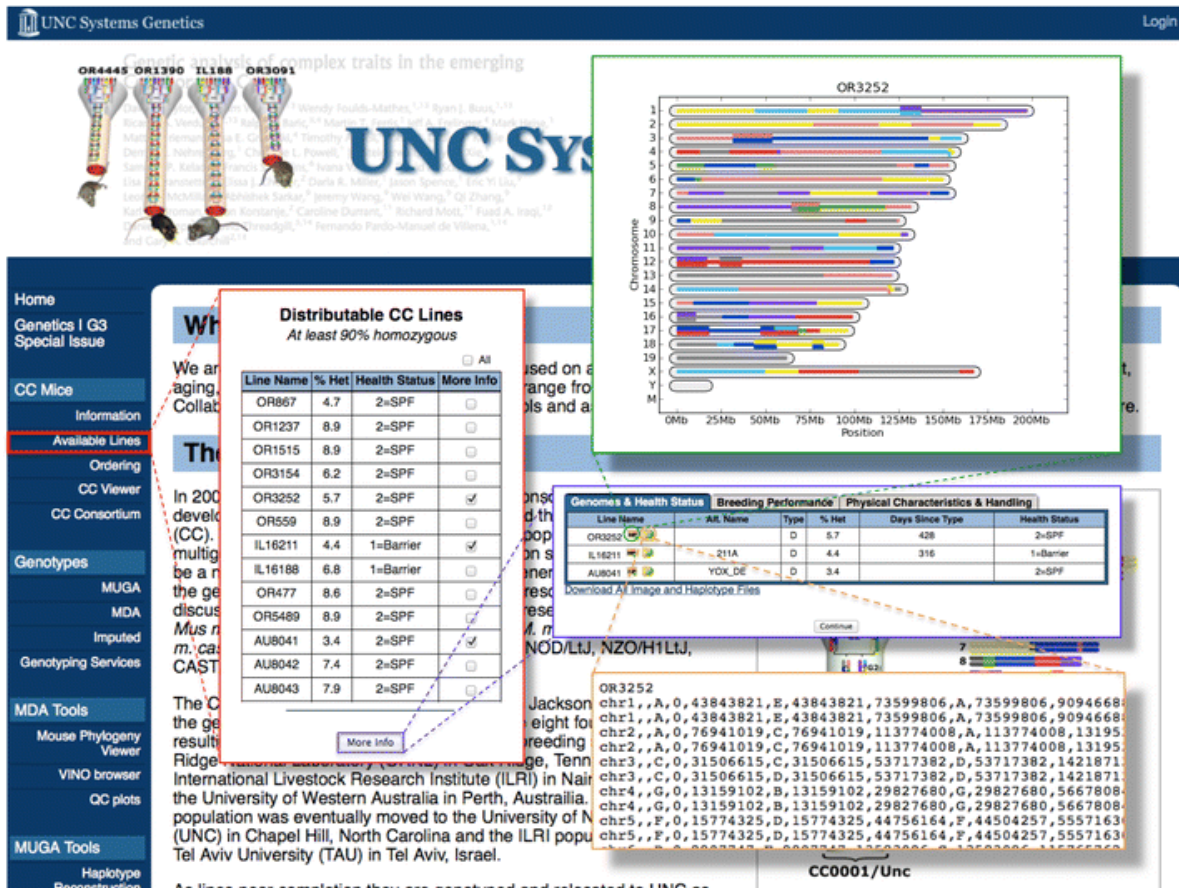 UNC Systems Genetics
Login
Genetic analysis of complex traits in the emerging
OR4445 OR1390 IL188 OR3091
UNC SYS
Home
Genetics | G3
Special Issue
CC Mice
Information
Available Lines
Ordering
CC Viewer
CC Consortium
Genotypes
MUGA
MDA
Imputed
Genotyping Services
MDA Tools
Mouse Phylogeny
Viewer
VINO browser
QC plots
MUGA Tools
Haplotype
Reconstruction
Distributable CC Lines
At least 90% homozygous
All
Line Name % Het Health Status More Info
OR867 4.7 2=SPF
OR1237 8.9 2=SPF
OR1515 8.9 2=SPF
OR3154 6.2 2=SPF
OR3252 5.7 2=SPF
OR559 8.9 2=SPF
IL16211 4.4 1=Barrier
IL16188 6.8 1=Barrier
OR477 8.6 2=SPF
OR5489 8.9 2=SPF
AU8041 3.4 2=SPF
AU8042 7.4 2=SPF
AU8043 7.9 2=SPF
More Info
OR3252
Chromosome
1
2
3
4
5
6
7
8
9
10
11
12
13
14
15
16
17
18
19
X
Y
M
0Mb 25Mb 50Mb 75Mb 100Mb 125Mb 150Mb 175Mb 200Mb
Position
Genomes & Health Status Breeding Performance Physical Characteristics & Handling
Line Name Alt. Name Type % Het Days Since Type Health Status
OR3252 D 5.7 428 2=SPF
IL16211 211A D 4.4 316 1=Barrier
AU8041 YOX_DE D 3.4 2=SPF
Download All Image and Haplotype Files
Continue
7
8
OR3252
chr1,,A,0,43843821,E,43843821,73599806,A,73599806,9094668
chr1,,A,0,43843821,E,43843821,73599806,A,73599806,9094668
chr2,,A,0,76941019,C,76941019,113774008,A,113774008,13195
chr2,,A,0,76941019,C,76941019,113774008,A,113774008,13195
chr3,,C,0,31506615,C,31506615,53717382,C,53717382,1421871
chr3,,C,0,31506615,D,31506615,53717382,D,53717382,1421871
chr4,,G,0,13159102,B,13159102,29827680,G,29827680,5667808
chr4,,G,0,13159102,B,13159102,29827680,G,29827680,5667808
chr5,,F,0,15774325,D,15774325,44756164,F,44504257,5557163
chr5,,F,0,15774325,D,15774325,44756164,F,44504257,5557163
CC0001/Unc
Wh
We ar
used on a
aging,
range fro
Collab
ols and a
re.
The
In 200
develo
(CC).
multig
be a n
the ge
discus
Mus m
m. cas
NOD/LtJ, NZO/H1LtJ,
CAST
The C
Jackson
the ge
eight fou
result
breeding
Ridge National Laboratory
International Livestock Research Institute (ILRI) in Nair
the University of Western Australia in Perth, Austrailia.
population was eventually moved to the University of N
(UNC) in Chapel Hill, North Carolina and the ILRI popu
Tel Aviv University (TAU) in Tel Aviv, Israel.
As lines near completion they are genotyped and relocated to UNC as